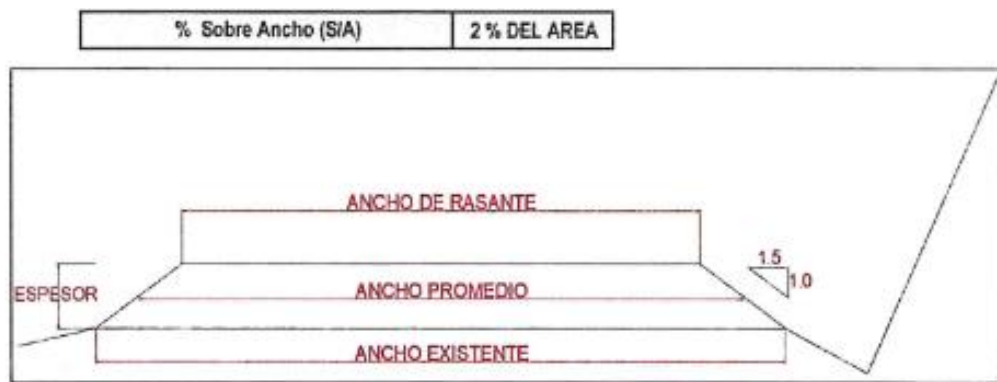 % Sobre Ancho (S/A) 2 % DEL AREA
ANCHO DE RASANTE
1.5
1.0
ESPESOR
ANCHO PROMEDIO
ANCHO EXISTENTE